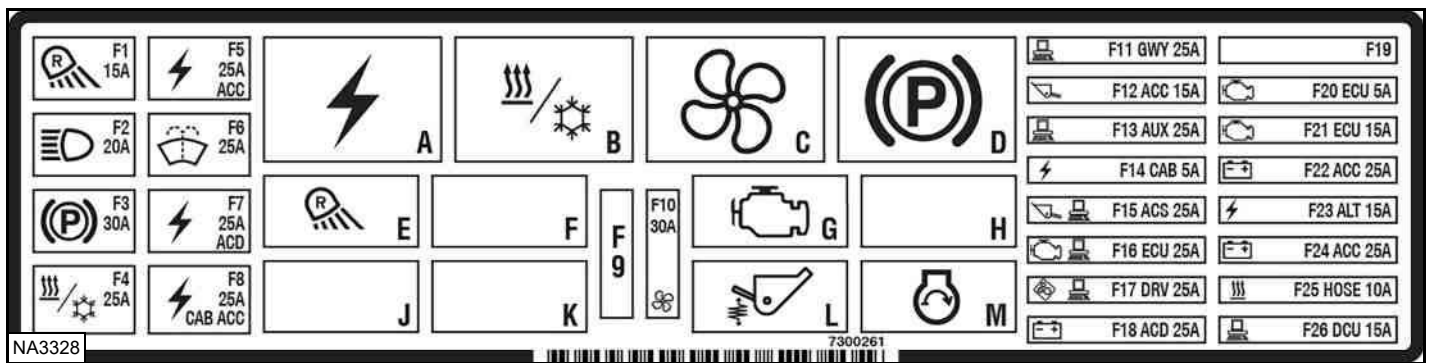 F1
15A
F5
25A
ACC
A
B
C
P
D
F11 GWY 25A
F19
R
F12 ACC 15A
F20 ECU 5A
F2
20A
F6
25A
F13 AUX 25A
F21 ECU 15A
F14 CAB 5A
F22 ACC 25A
P
F3
30A
F7
25A
ACD
R
E
F
F
9
F10
30A
G
H
F15 ACS 25A
F23 ALT 15A
F16 ECU 25A
F24 ACC 25A
F4
25A
F8
25A
CAB ACC
J
K
L
M
F17 DRV 25A
F25 HOSE 10A
F18 ACD 25A
F26 DCU 15A
NA3328
7300261